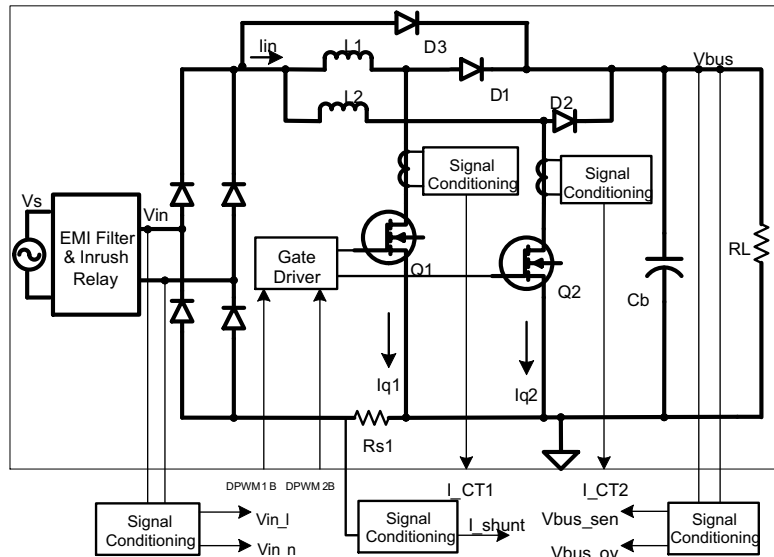 Iin
L1
D3
Vbus
D1
L2
D2
Signal
Conditioning
Signal
Conditioning
Vs
Vin
EMI Filter
& Inrush
Relay
Gate
Driver
Q1
Q2
RL
Cb
Iq1
Iq2
Rs1
DPWM1B
DPWM2B
I_CT1
I_CT2
Signal
Conditioning
Vin_l
Vin_n
Signal
Conditioning
I_shunt
Vbus_sen
Vbus_ov
Signal
Conditioning